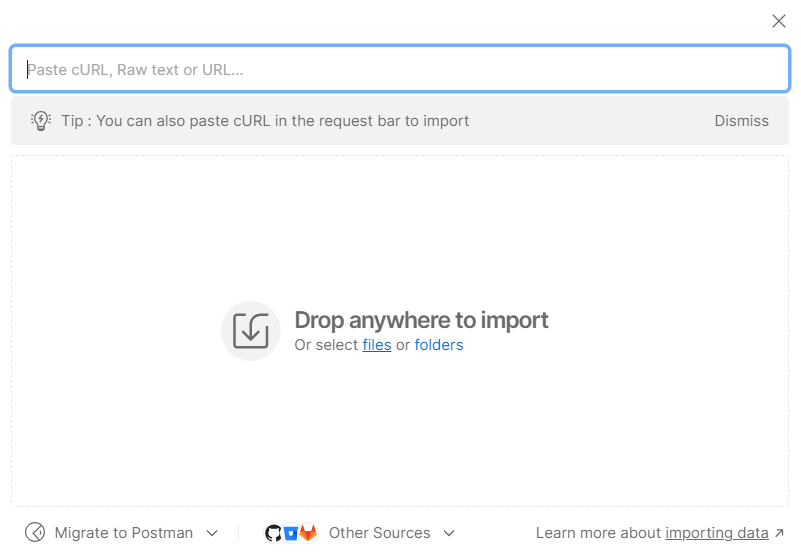 Paste cURL, Raw text or URL...
Tip : You can also paste cURL in the request bar to import
Dismiss
Drop anywhere to import
Or select files or folders
Migrate to Postman
Other Sources
Learn more about importing data